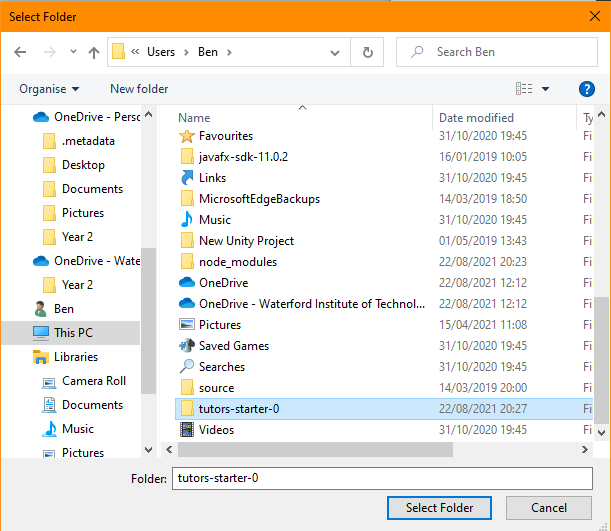 Select Folder
« Users > Ben >
Search Ben
Organise New folder
OneDrive - Perso
.metadata
Desktop
Documents
Pictures
Year 2
OneDrive - Wate
Year 2
Ben
This PC
Libraries
Camera Roll
Documents
Music
Pictures
Name Date modified Ty
Favourites 31/10/2020 19:45 Fi
javafx-sdk-11.0.2 16/01/2019 10:05 Fi
Links 31/10/2020 19:45 Fi
MicrosoftEdgeBackups 14/03/2019 18:50 Fi
Music 31/10/2020 19:45 Fi
New Unity Project 01/05/2019 13:43 Fi
node_modules 22/08/2021 20:23 Fi
OneDrive 22/08/2021 12:12 Fi
OneDrive - Waterford Institute of Technol... 22/08/2021 12:12 Fi
Pictures 15/04/2021 11:08 Fi
Saved Games 31/10/2020 19:45 Fi
Searches 31/10/2020 19:45 Fi
source 14/03/2019 20:00 Fi
tutors-starter-0 22/08/2021 20:27 Fi
Videos 31/10/2020 19:45 Fi
Folder: tutors-starter-0
Select Folder Cancel